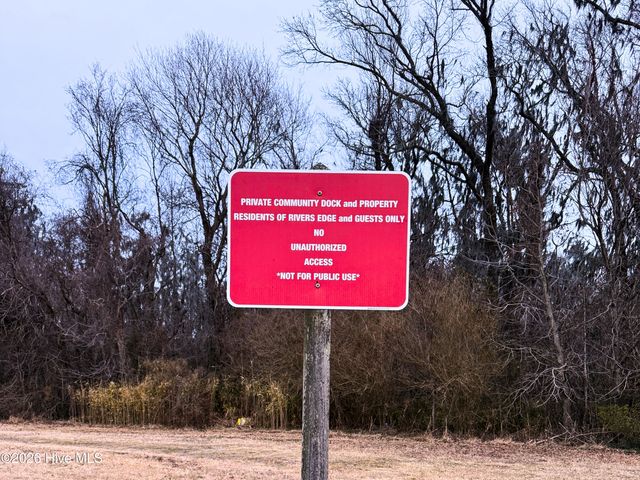 PRIVATE COMMUNITY DOCK and PROPERTY
RESIDENTS OF RIVERS EDGE and GUESTS ONLY
NO
UNAUTHORIZED
ACCESS
*NOT FOR PUBLIC USE*
©2026 Hive MLS